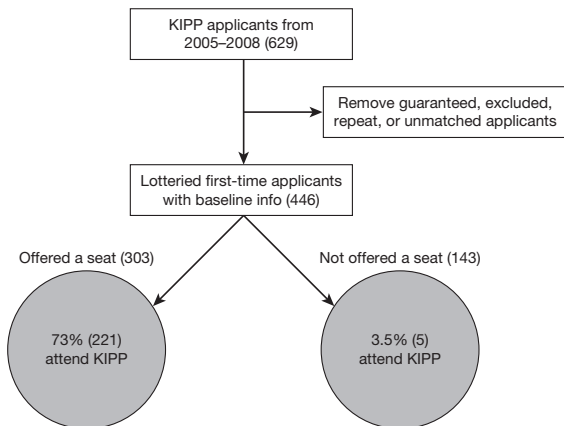 KIPP applicants from
2005–2008 (629)
Remove guaranteed, excluded,
repeat, or unmatched applicants
Lotteried first-time applicants
with baseline info (446)
Offered a seat (303)
Not offered a seat (143)
73% (221)
attend KIPP
3.5% (5)
attend KIPP